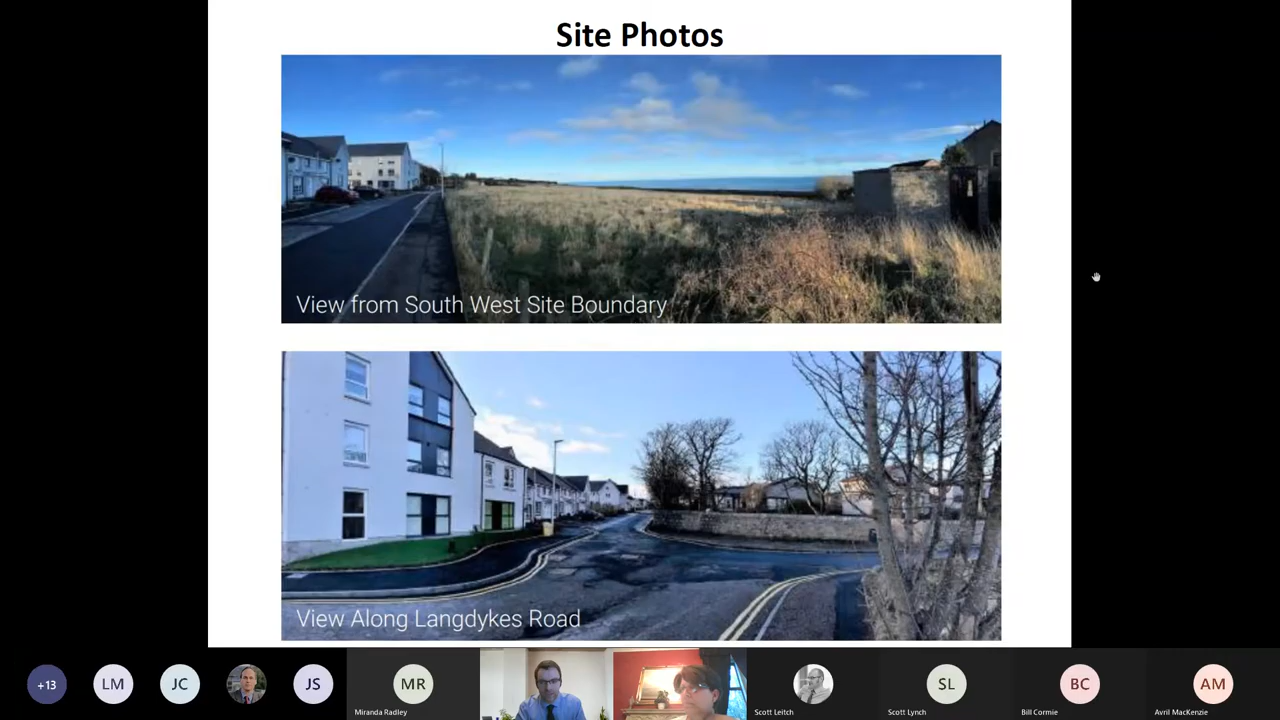 Site Photos
View from South West Site Boundary
View Along Langdykes Road
+13
LM
JC
JS
MR
SL
BC
AM
Miranda Radley
Scott Leitch
Scott Lynch
Bill Cormie
Avril MacKenzie